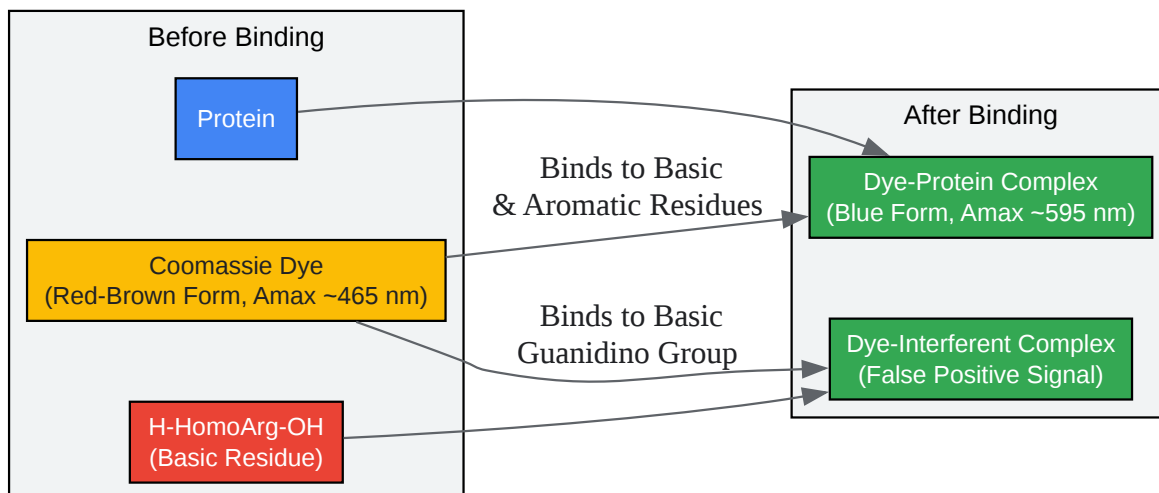 Before Binding
Protein
Coomassie Dye
(Red-Brown Form, Amax ~465 nm)
H-HomoArg-OH
(Basic Residue)
Binds to Basic
& Aromatic Residues
Binds to Basic
Guanidino Group
After Binding
Dye-Protein Complex
(Blue Form, Amax ~595 nm)
Dye-Interferent Complex
(False Positive Signal)